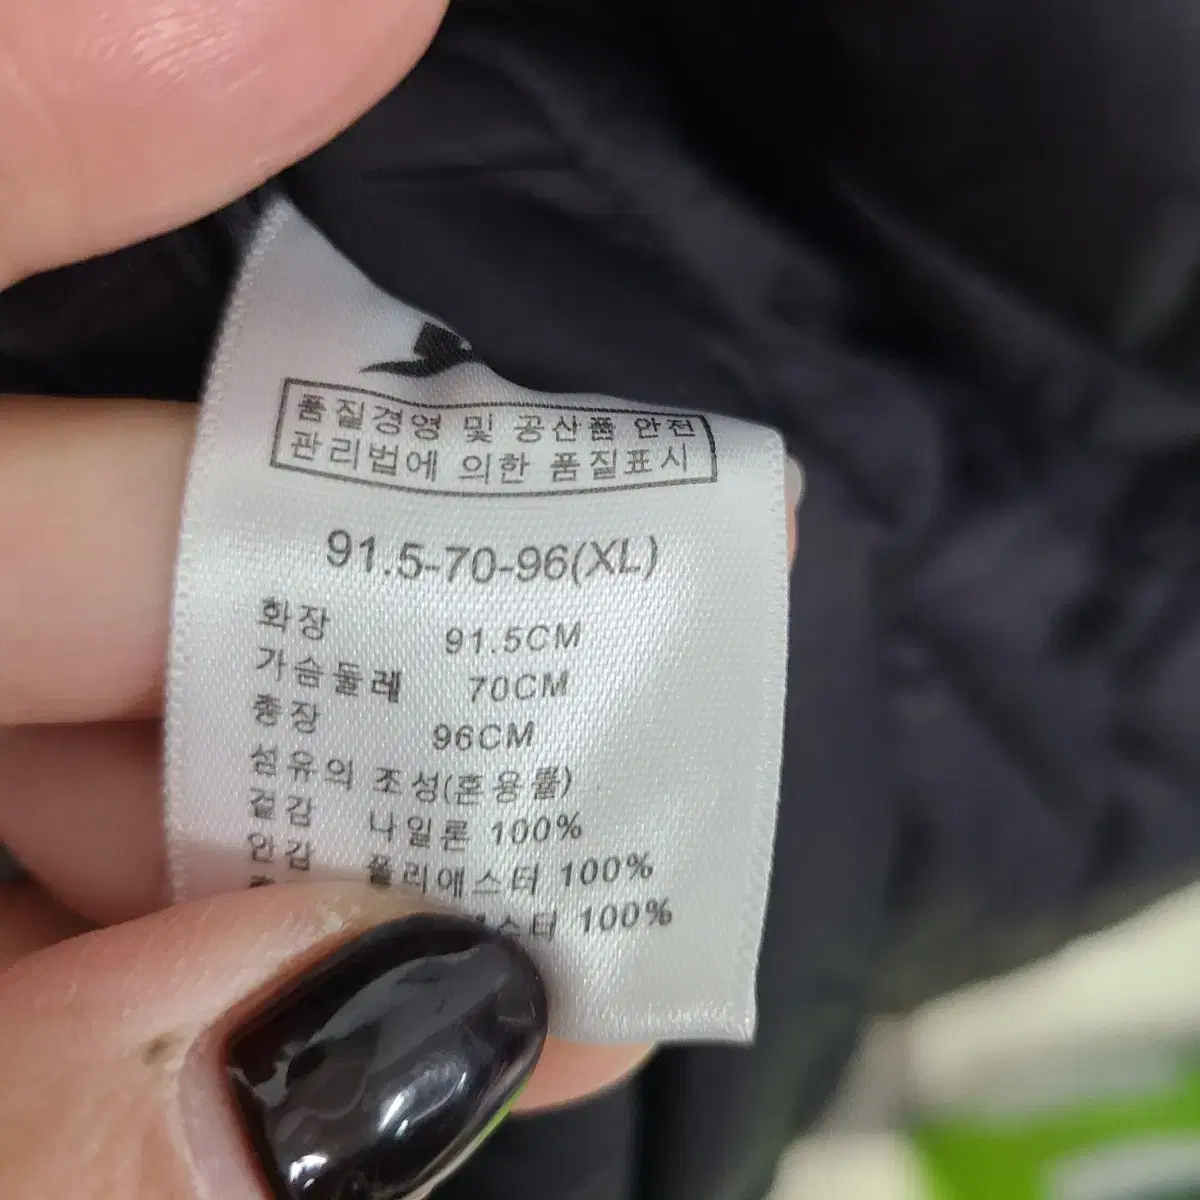 품질경영 및 공산품 안전
관리법에 의한 품질표시
91.5-70-96(XL)
화장 91.5CM
가슴둘레 70CM
총장 96CM
섬유의 조성(혼용률)
겉감 나일론 100%
안감 폴리에스터 100%
에스터 100%